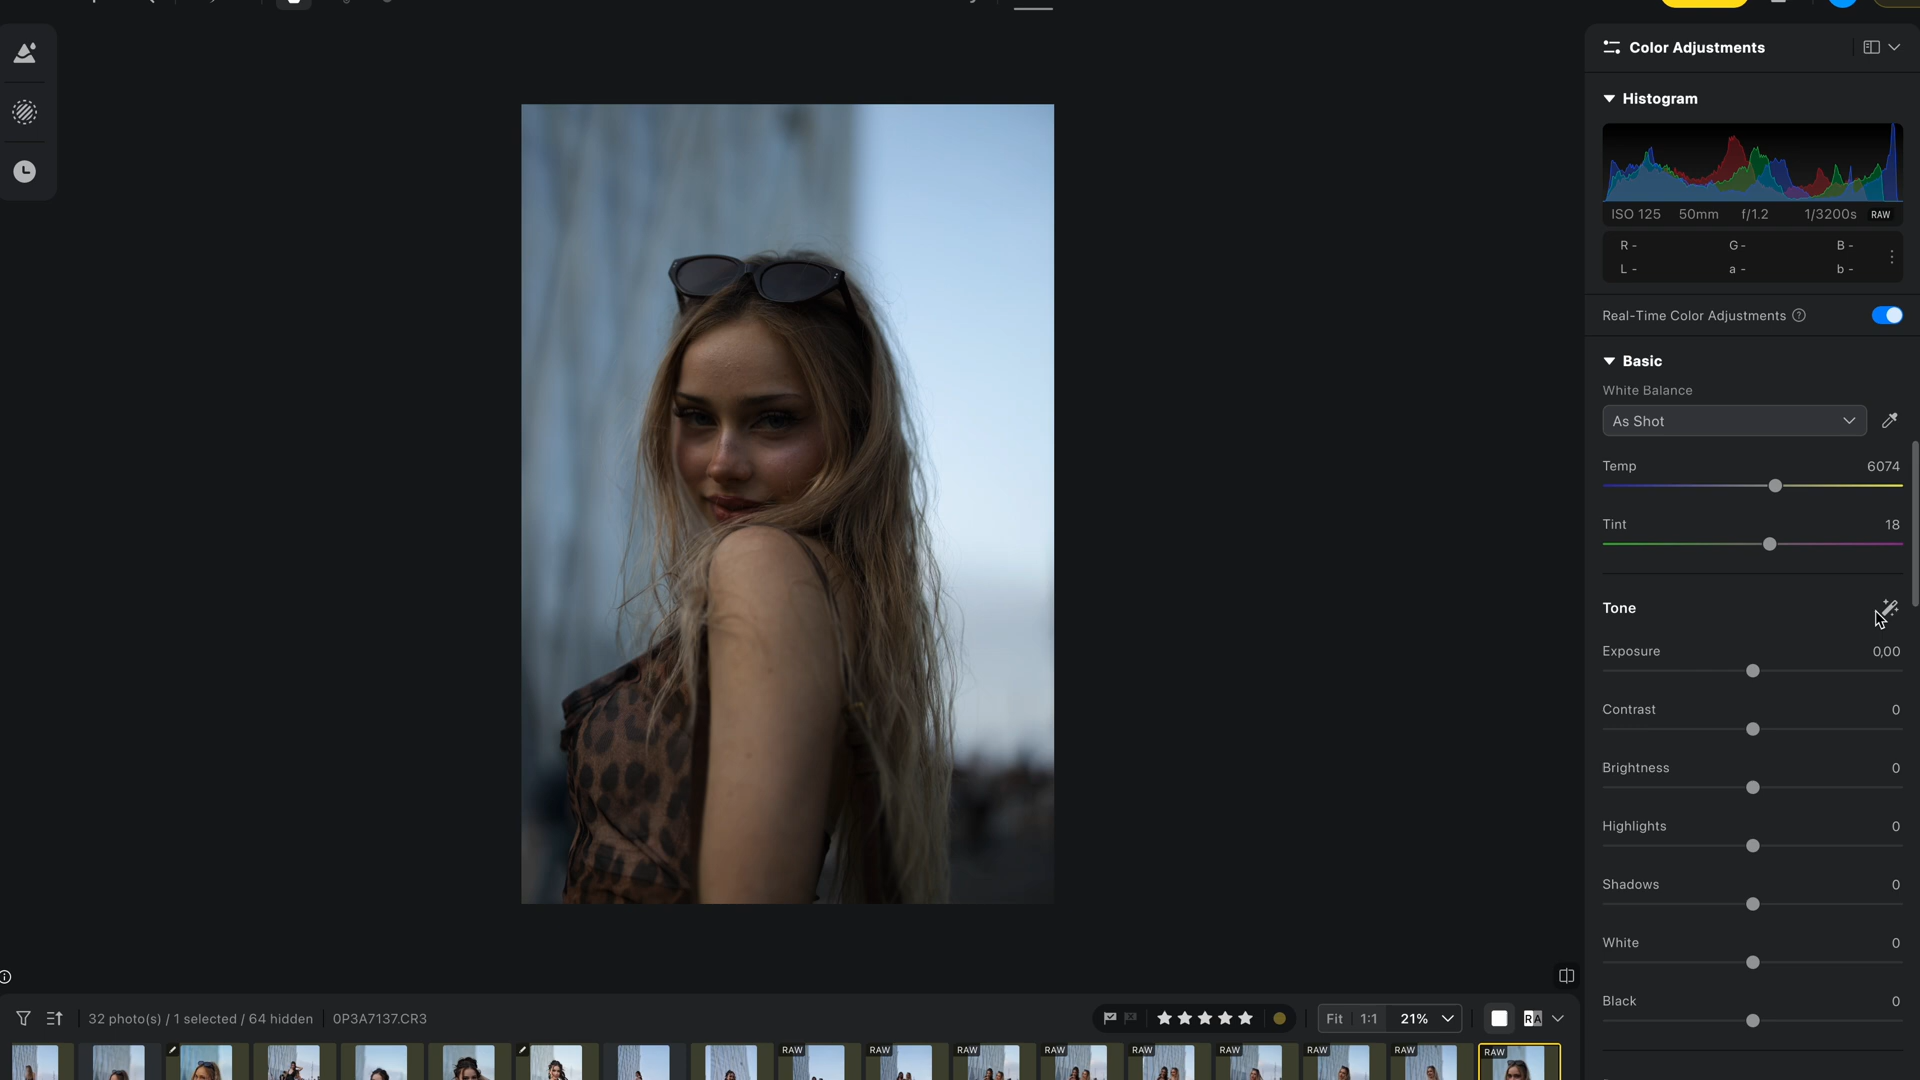 Color Adjustments
Histogram
ISO 125 50mm f/1.2 1/3200s RAW
R - G - B -
L - a - b -
Real-Time Color Adjustments ?
Basic
White Balance
As Shot
Temp 6074
Tint 18
Tone
Exposure 0,00
Contrast 0
Brightness 0
Highlights 0
Shadows 0
White 0
Black 0
32 photo(s) / 1 selected / 64 hidden 0P3A7137.CR3
Fit 1:1 21% RA
RAW RAW RAW RAW RAW RAW RAW RAW RAW